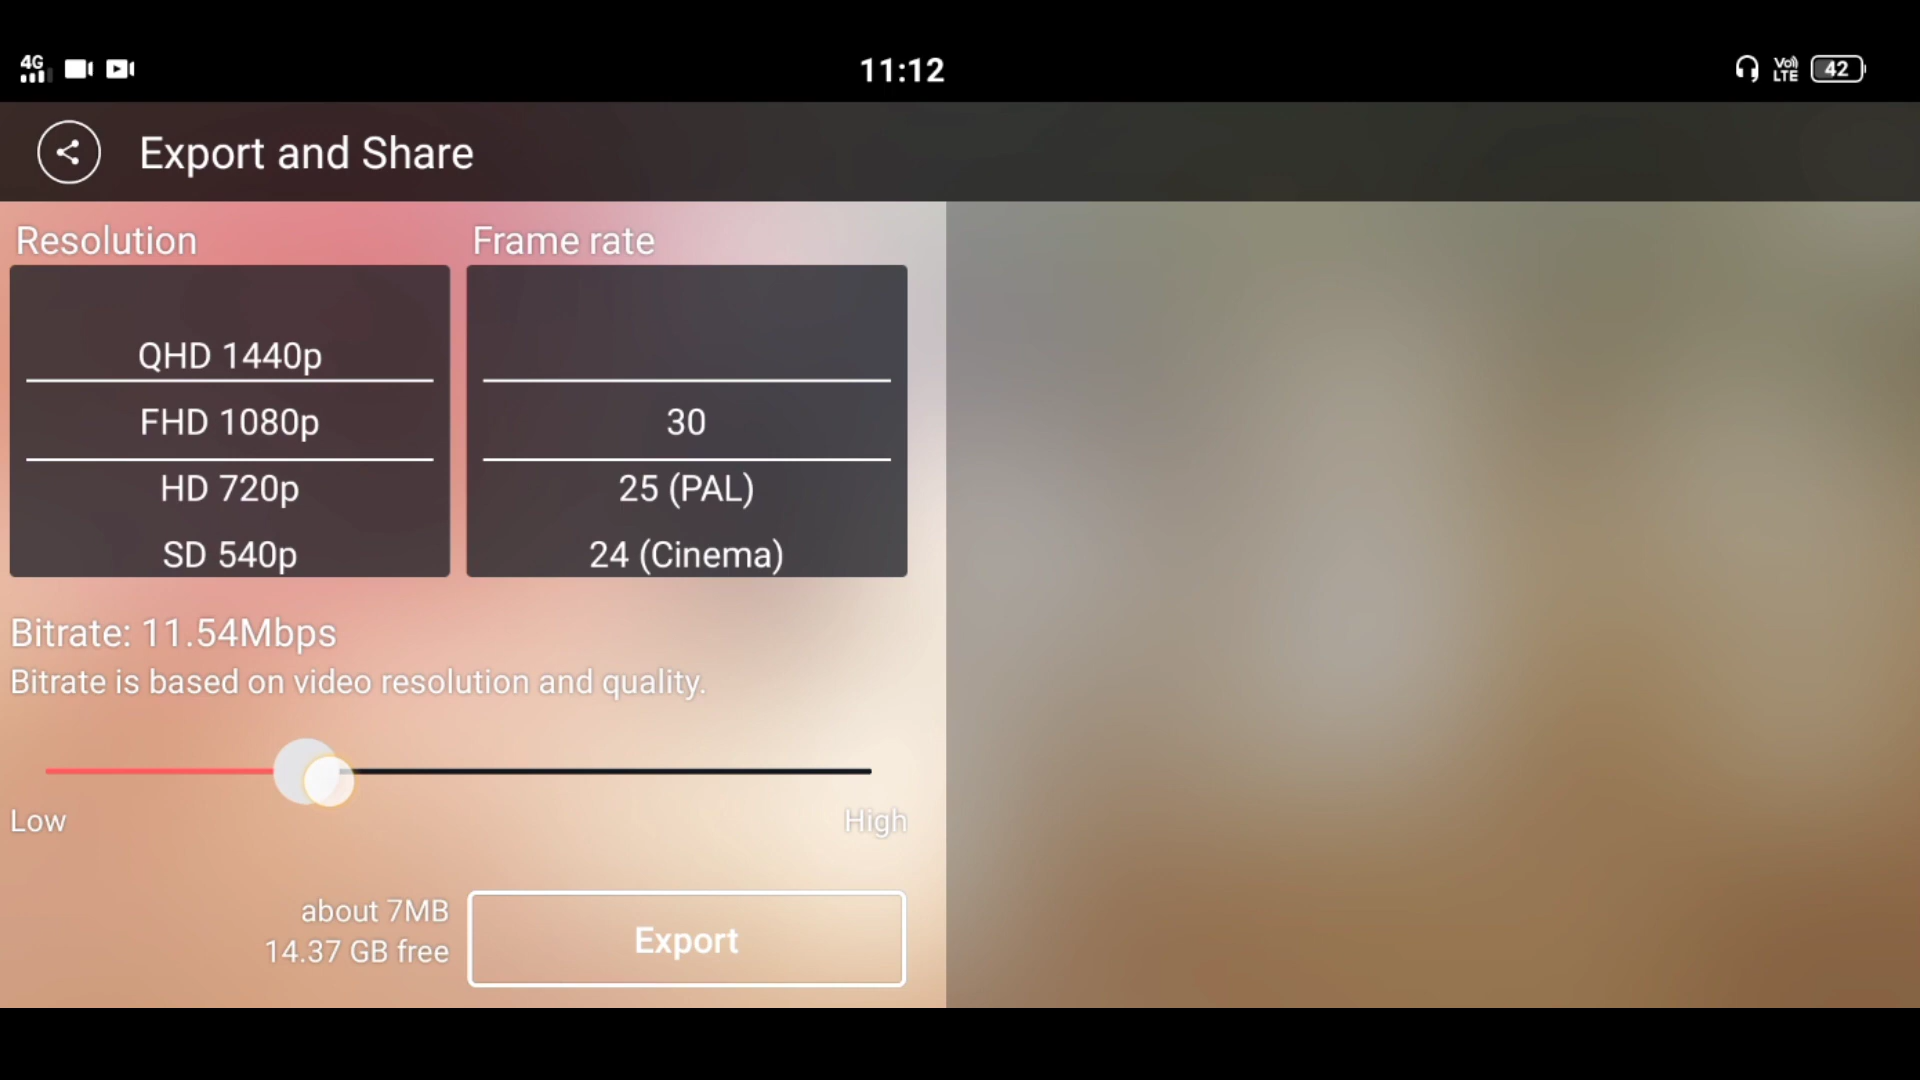 4G
11:12
Vo))
LTE
42
Export and Share
Resolution
Frame rate
QHD 1440p
FHD 1080p
HD 720p
SD 540p
30
25 (PAL)
24 (Cinema)
Bitrate: 11.54Mbps
Bitrate is based on video resolution and quality.
Low
High
about 7MB
14.37 GB free
Export